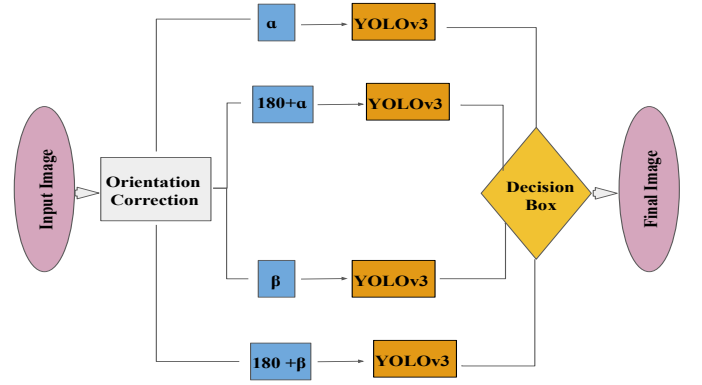 α
YOLOv3
180+α
YOLOv3
Input Image
Orientation
Correction
Decision
Box
Final Image
β
YOLOv3
180 +β
YOLOv3